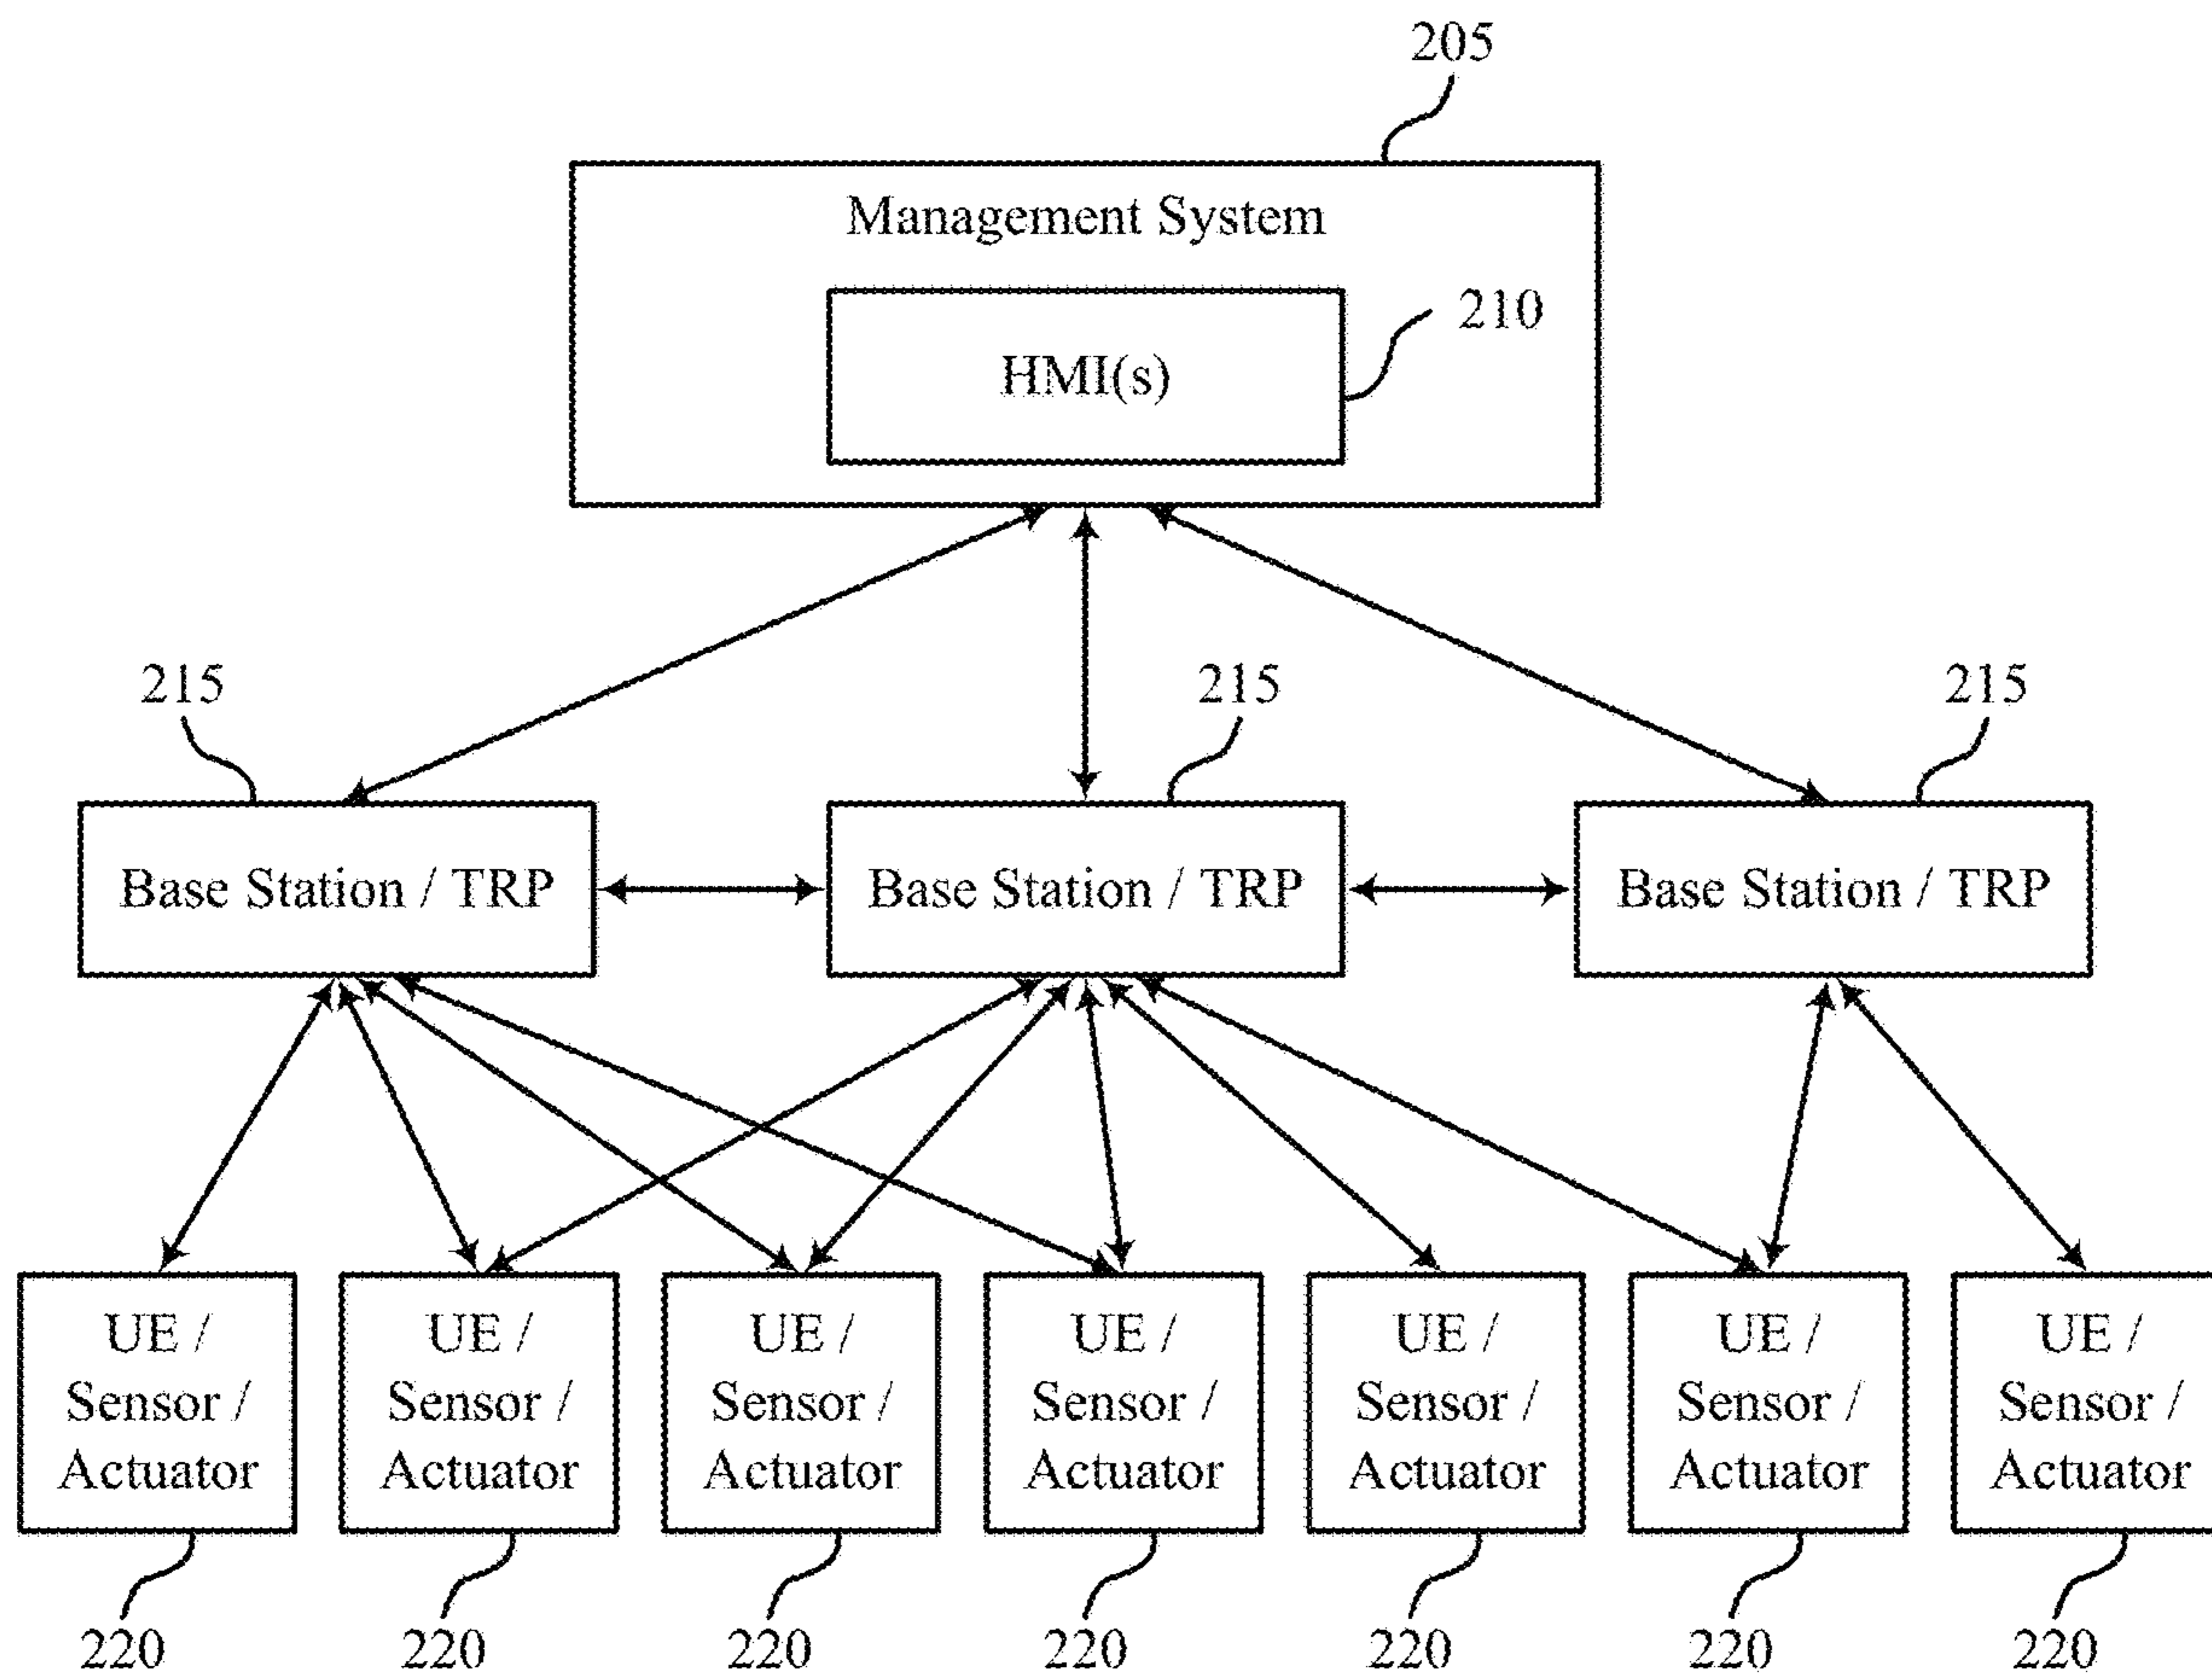 205
Management System
210
HMI(s)
215
215
215
Base Station / TRP
Base Station / TRP
Base Station / TRP
UE /
Sensor /
Actuator
UE /
Sensor /
Actuator
UE /
Sensor /
Actuator
UE /
Sensor /
Actuator
UE /
Sensor /
Actuator
UE /
Sensor /
Actuator
UE /
Sensor /
Actuator
220
220
220
220
220
220
220